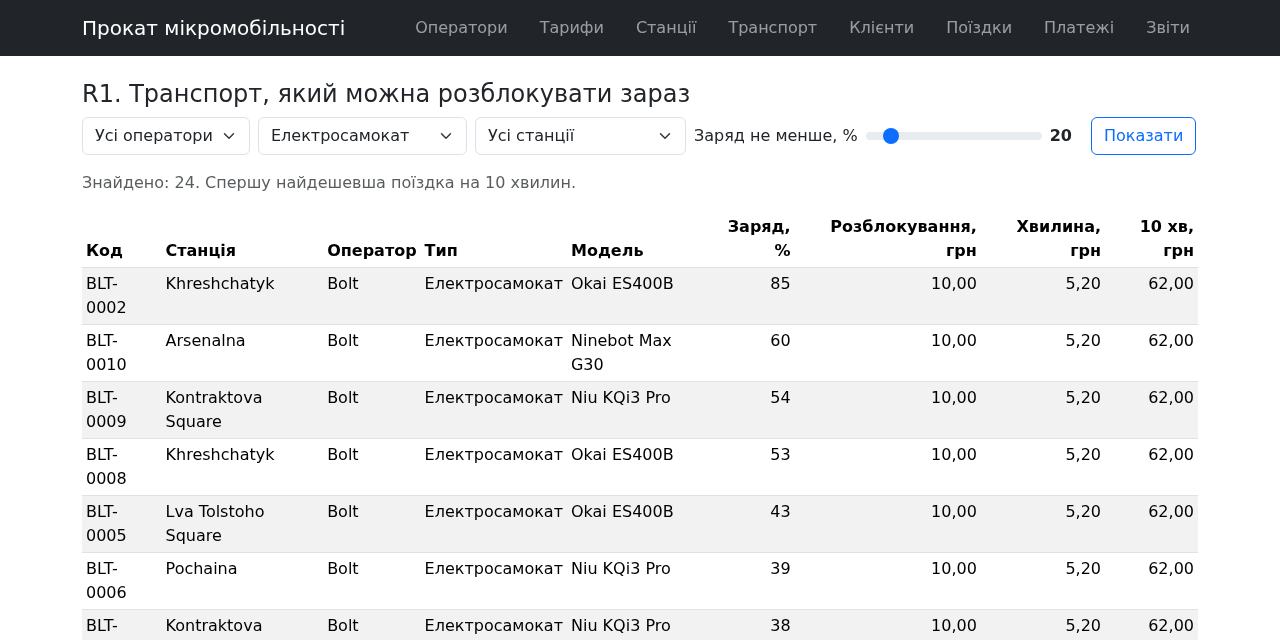 Прокат мікромобільності Оператори Тарифи Станції Транспорт Клієнти Поїздки Платежі Звіти
R1. Транспорт, який можна розблокувати зараз
Усі оператори Електросамокат Усі станції Заряд не менше, % 20 Показати
Знайдено: 24. Спершу найдешевша поїздка на 10 хвилин.
Код Станція Оператор Тип Модель Заряд, % Розблокування, грн Хвилина, грн 10 хв, грн
BLT-0002 Khreshchatyk Bolt Електросамокат Okai ES400B 85 10,00 5,20 62,00
BLT-0010 Arsenalna Bolt Електросамокат Ninebot Max G30 60 10,00 5,20 62,00
BLT-0009 Kontraktova Square Bolt Електросамокат Niu KQi3 Pro 54 10,00 5,20 62,00
BLT-0008 Khreshchatyk Bolt Електросамокат Okai ES400B 53 10,00 5,20 62,00
BLT-0005 Lva Tolstoho Square Bolt Електросамокат Okai ES400B 43 10,00 5,20 62,00
BLT-0006 Pochaina Bolt Електросамокат Niu KQi3 Pro 39 10,00 5,20 62,00
BLT- Kontraktova Bolt Електросамокат Niu KQi3 Pro 38 10,00 5,20 62,00